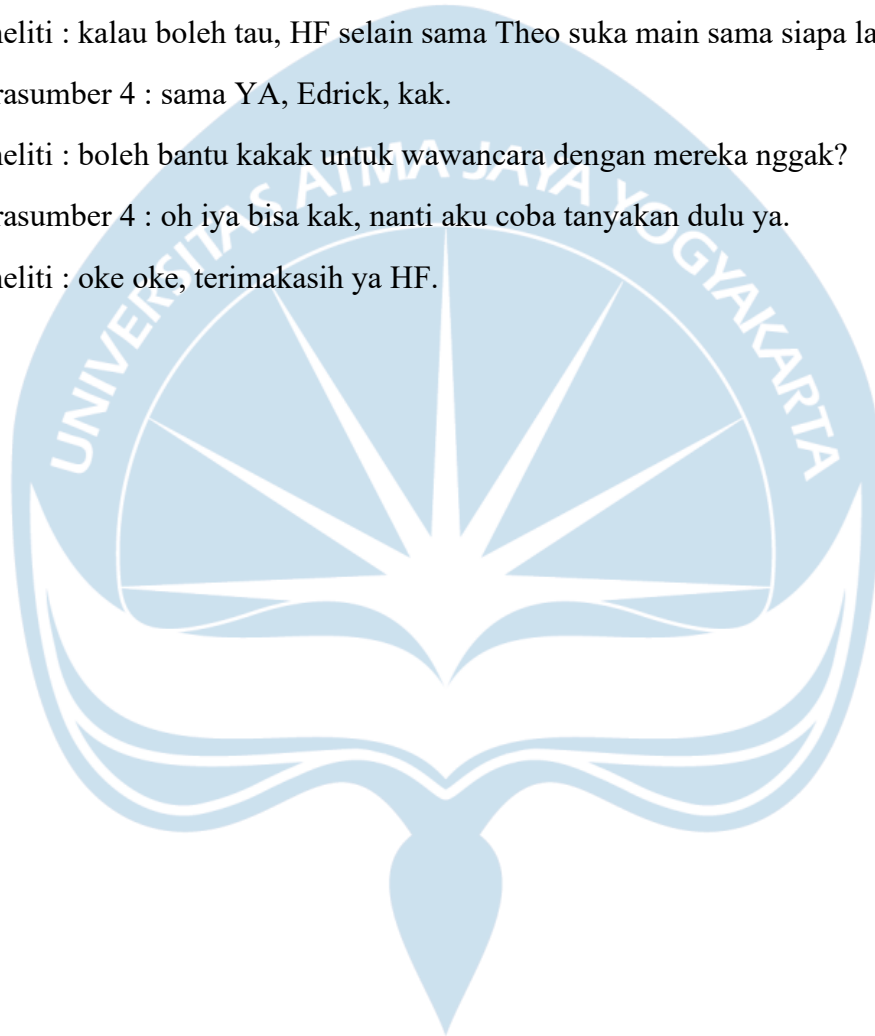 neliti : kalau boleh tau, HF selain sama Theo suka main sama siapa la
rasumber 4 : sama YA, Edrick, kak.
neliti : boleh bantu kakak untuk wawancara dengan mereka nggak?
rasumber 4 : oh iya bisa kak, nanti aku coba tanyakan dulu ya.
neliti : oke oke, terimakasih ya HF.
UNIVERSITAS ATMA JAYA YOGYAKARTA